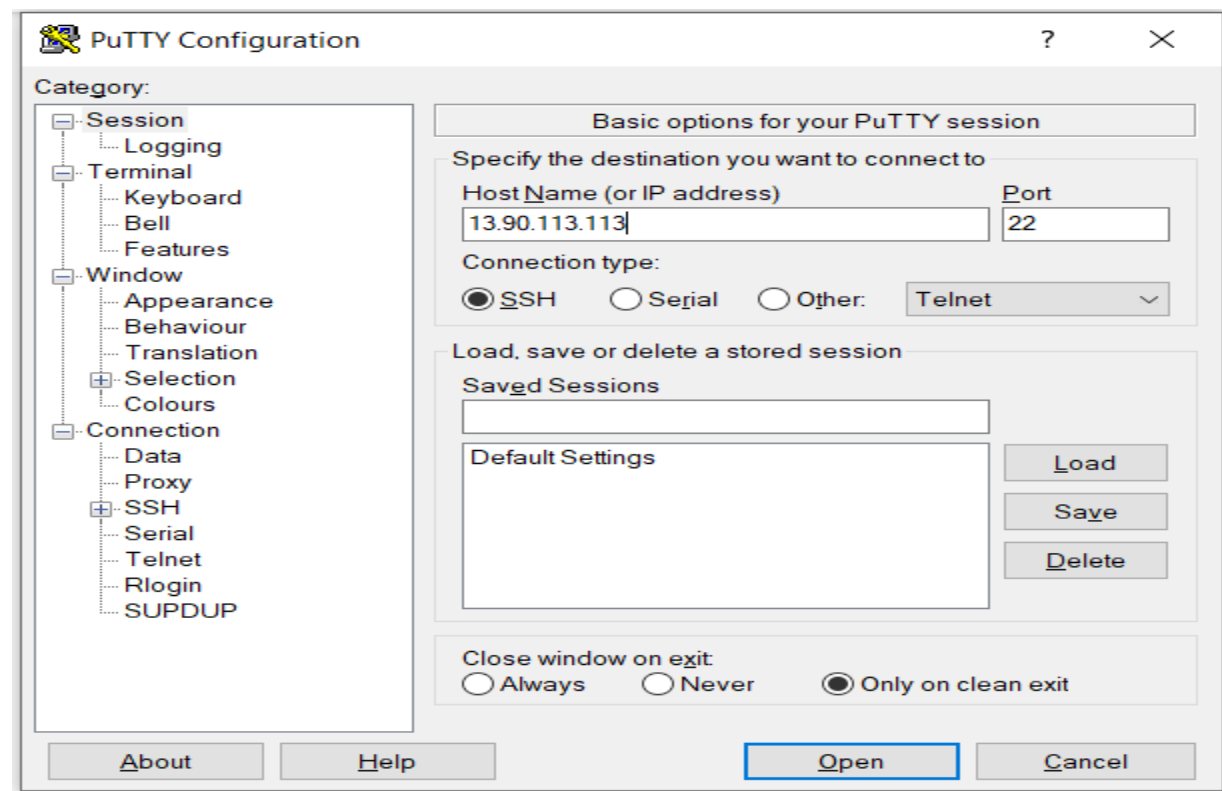 PuTTY Configuration ? ×
Category:
Session
Logging
Terminal
Keyboard
Bell
Features
Window
Appearance
Behaviour
Translation
Selection
Colours
Connection
Data
Proxy
SSH
Serial
Telnet
Rlogin
SUPDUP
Basic options for your PuTTY session
Specify the destination you want to connect to
Host Name (or IP address) Port
13.90.113.113 22
Connection type:
SSH Serial Other: Telnet
Load, save or delete a stored session
Saved Sessions
Default Settings
Load
Save
Delete
Close window on exit:
Always Never Only on clean exit
About Help Open Cancel